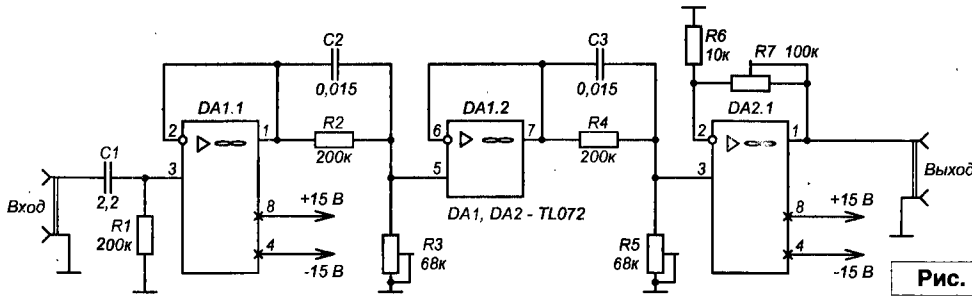 C2
0,015
DA1.1
2
3
1
8
4
R2
200к
C1
2,2
Вход
R1
200к
+15 В
-15 В
C3
0,015
DA1.2
6
5
7
R4
200к
DA1, DA2 - TL072
R3
68к
R5
68к
R6
10к
R7 100к
DA2.1
2
3
1
8
4
+15 В
-15 В
Выход
Рис.